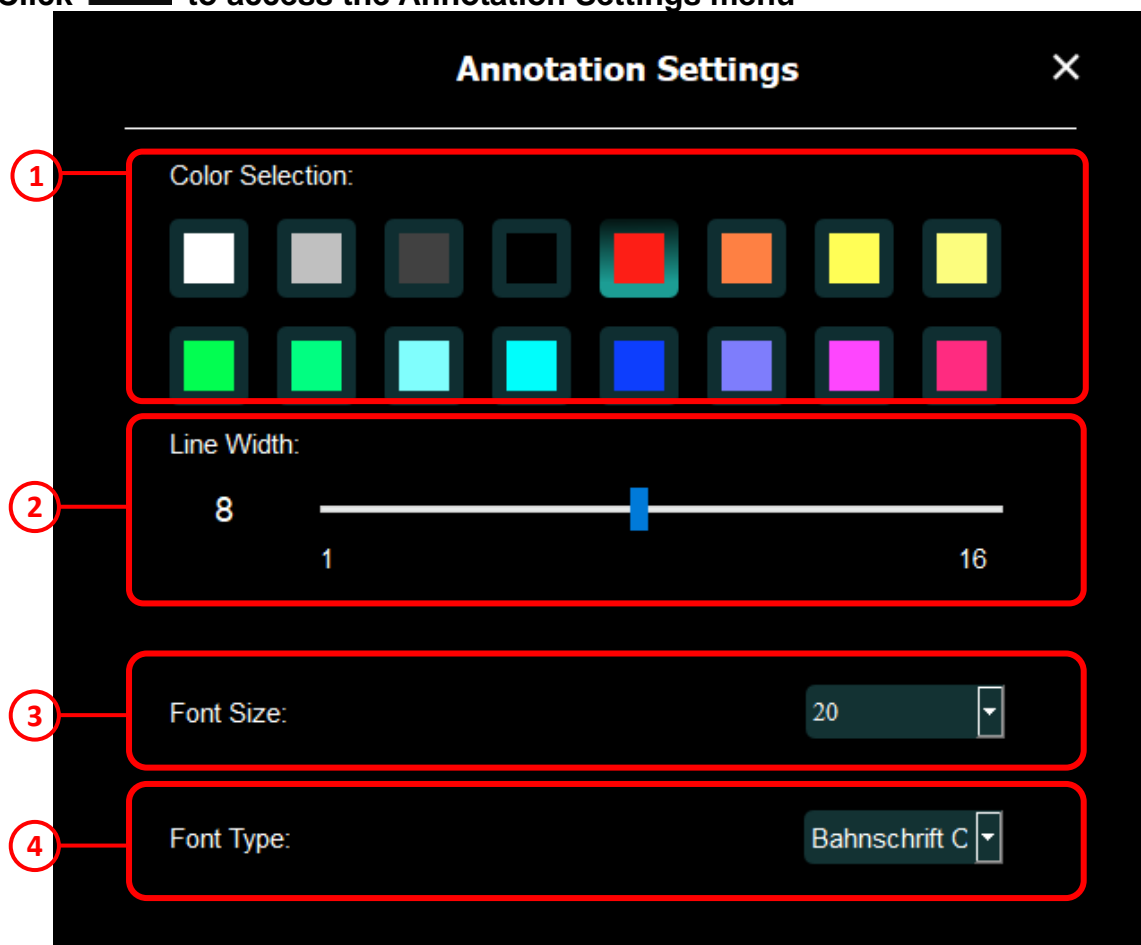 Click to access the Annotation Settings menu
Annotation Settings
1
Color Selection:
2
Line Width:
8
1 16
3
Font Size: 20
4
Font Type: Bahnschrift C